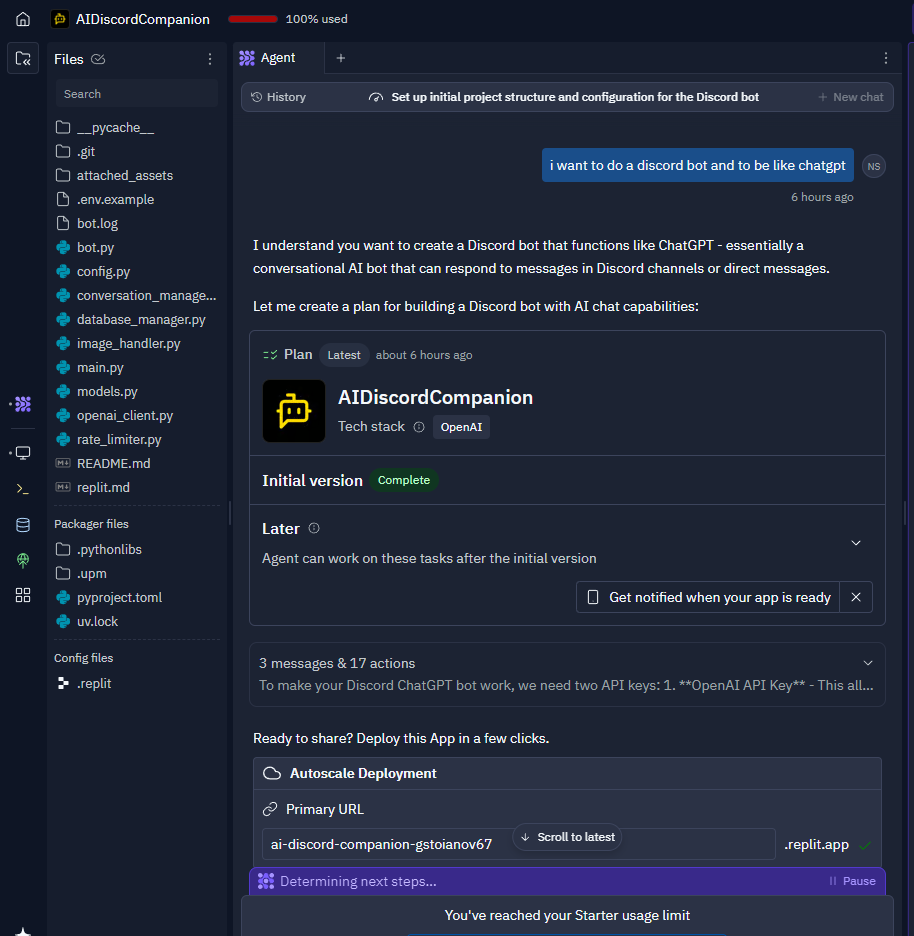 AIDiscordCompanion
100% used
Files
Search
__pycache__
.git
attached_assets
.env.example
bot.log
bot.py
config.py
conversation_manage...
database_manager.py
image_handler.py
main.py
models.py
openai_client.py
rate_limiter.py
README.md
replit.md
Packager files
.pythonlibs
.upm
pyproject.toml
uv.lock
Config files
.replit
Agent
History
Set up initial project structure and configuration for the Discord bot
+ New chat
i want to do a discord bot and to be like chatgpt
NS
6 hours ago
I understand you want to create a Discord bot that functions like ChatGPT - essentially a
conversational AI bot that can respond to messages in Discord channels or direct messages.
Let me create a plan for building a Discord bot with AI chat capabilities:
Plan
Latest
about 6 hours ago
AIDiscordCompanion
Tech stack
OpenAI
Initial version
Complete
Later
Agent can work on these tasks after the initial version
Get notified when your app is ready
3 messages & 17 actions
To make your Discord ChatGPT bot work, we need two API keys: 1. **OpenAI API Key** - This all...
Ready to share? Deploy this App in a few clicks.
Autoscale Deployment
Primary URL
ai-discord-companion-gstoianov67
.replit.app
Scroll to latest
Determining next steps...
Pause
You've reached your Starter usage limit